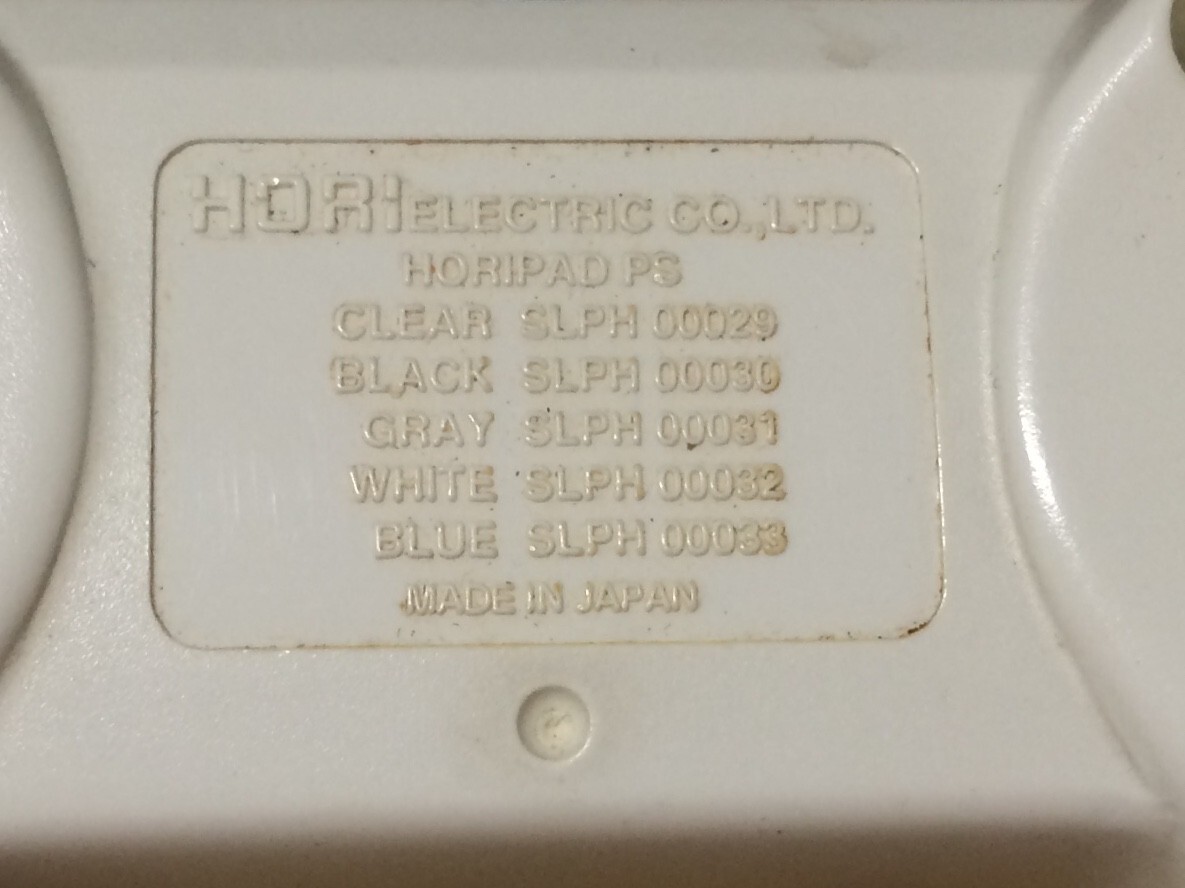 HORI ELECTRIC CO.,LTD.
HORIPAD PS
CLEAR SLPH 00029
BLACK SLPH 00030
GRAY SLPH 00031
WHITE SLPH 00032
BLUE SLPH 00033
MADE IN JAPAN